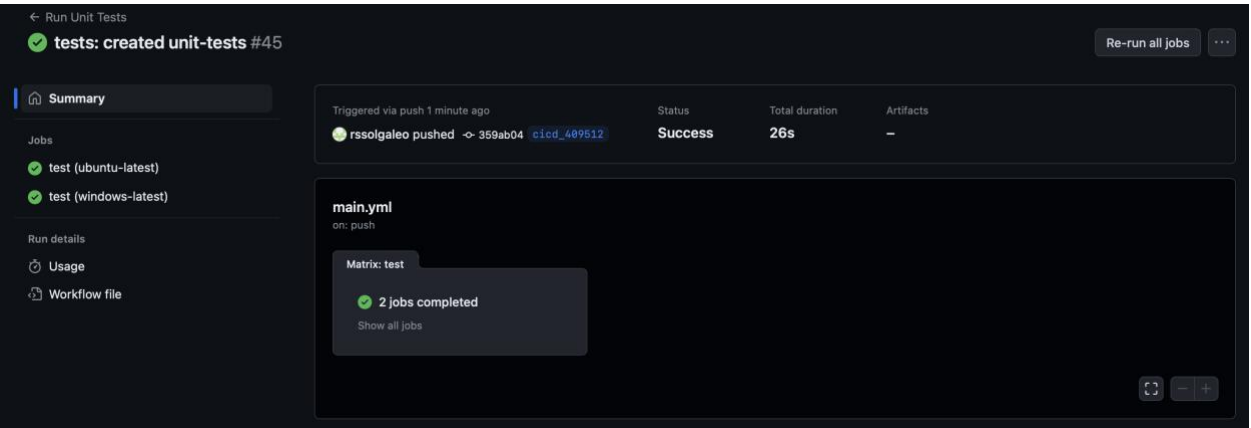 ← Run Unit Tests
tests: created unit-tests #45
Re-run all jobs
...
Summary
Jobs
test (ubuntu-latest)
test (windows-latest)
Run details
Usage
Workflow file
Triggered via push 1 minute ago
rssolgaleo pushed 359ab04 cicd_409512
Status
Success
Total duration
26s
Artifacts
–
main.yml
on: push
Matrix: test
2 jobs completed
Show all jobs